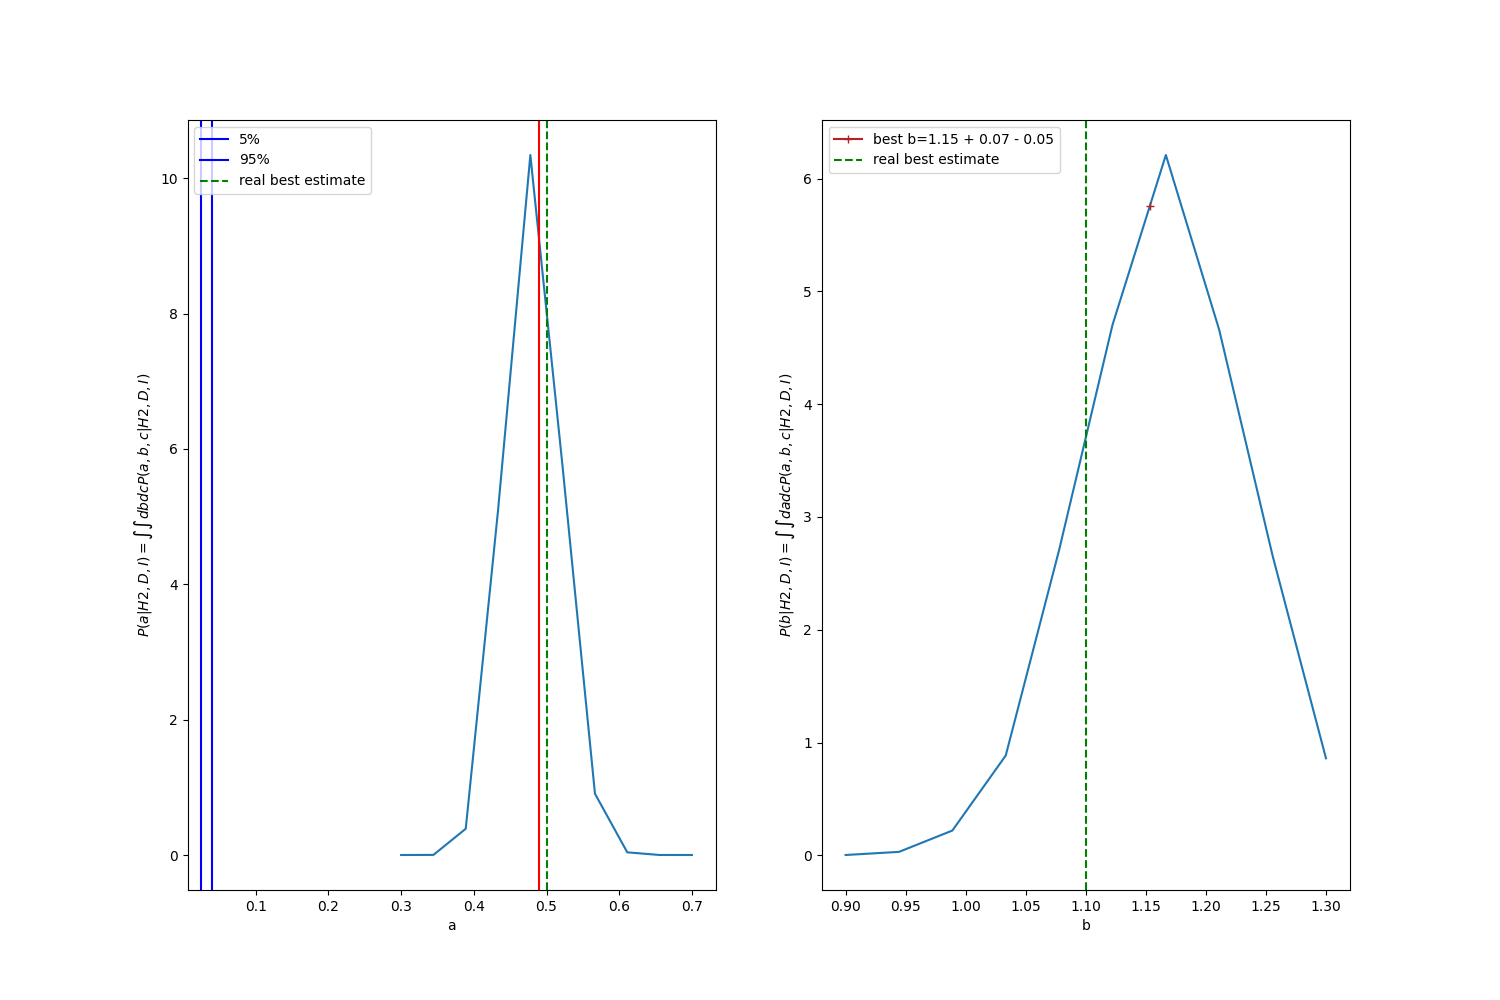 5%
95%
real best estimate
10
8
6
4
2
0
P(a|H2, D, I) = ∫∫dbdcP(a, b, c|H2, D, I)
0.1 0.2 0.3 0.4 0.5 0.6 0.7
a
best b=1.15 + 0.07 - 0.05
real best estimate
6
5
4
3
2
1
0
P(b|H2, D, I) = ∫∫dadcP(a, b, c|H2, D, I)
0.90 0.95 1.00 1.05 1.10 1.15 1.20 1.25 1.30
b